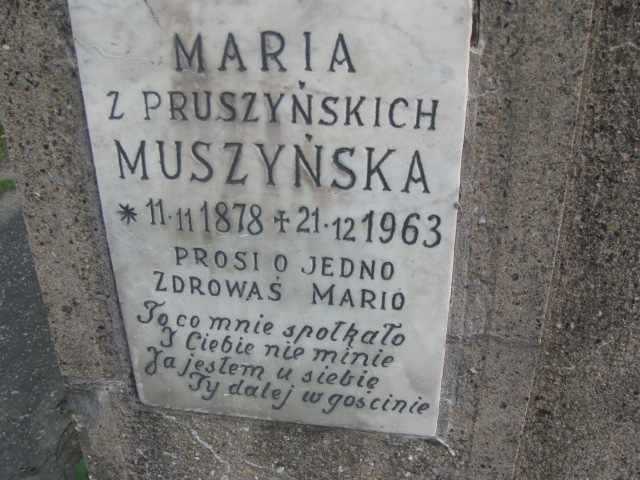 MARIA
Z PRUSZYŃSKICH
MUSZYŃSKA
* 11·11 1878 + 21·12 1963
PROSI O JEDNO
ZDROWAŚ MARIO
To co mnie spotkało
I Ciebie nie minie
Ja jestem u siebie
Ty dalej w gościnie